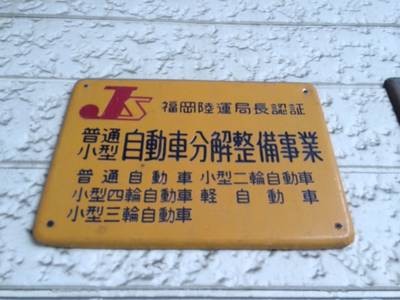 JS 福岡陸運局長認証
普通
小型 自動車分解整備事業
普通自動車 小型二輪自動車
小型四輪自動車 軽自動車
小型三輪自動車